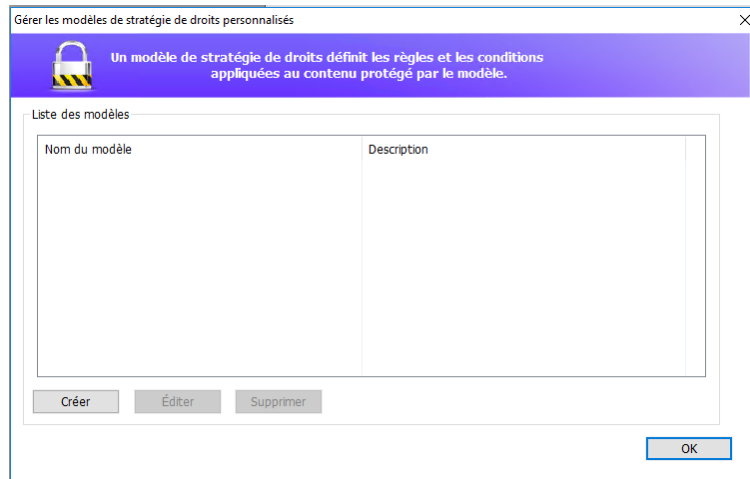 Gérer les modèles de stratégie de droits personnalisés
Un modèle de stratégie de droits définit les règles et les conditions
appliquées au contenu protégé par le modèle.
Liste des modèles
Nom du modèle Description
Créer Éditer Supprimer
OK